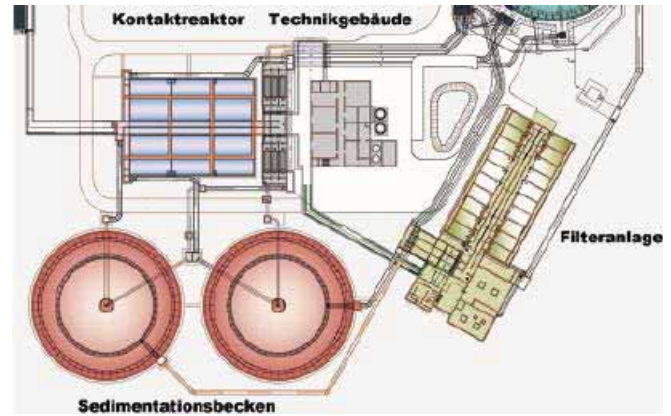 Kontaktreaktor Technikgebäude
Filteranlage
Sedimentationsbecken